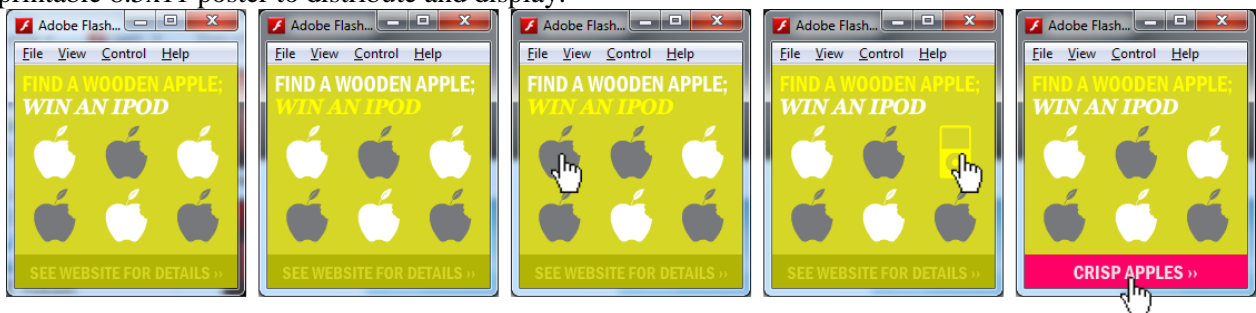 printable poster to distribute and display.
Adobe Flash...
File View Control Help
FIND A WOODEN APPLE;
WIN AN IPOD
SEE WEBSITE FOR DETAILS ››
Adobe Flash...
File View Control Help
FIND A WOODEN APPLE;
WIN AN IPOD
SEE WEBSITE FOR DETAILS ››
Adobe Flash...
File View Control Help
FIND A WOODEN APPLE;
WIN AN IPOD
SEE WEBSITE FOR DETAILS ››
Adobe Flash...
File View Control Help
FIND A WOODEN APPLE;
WIN AN IPOD
SEE WEBSITE FOR DETAILS ››
Adobe Flash...
File View Control Help
FIND A WOODEN APPLE;
WIN AN IPOD
CRISP APPLES ››